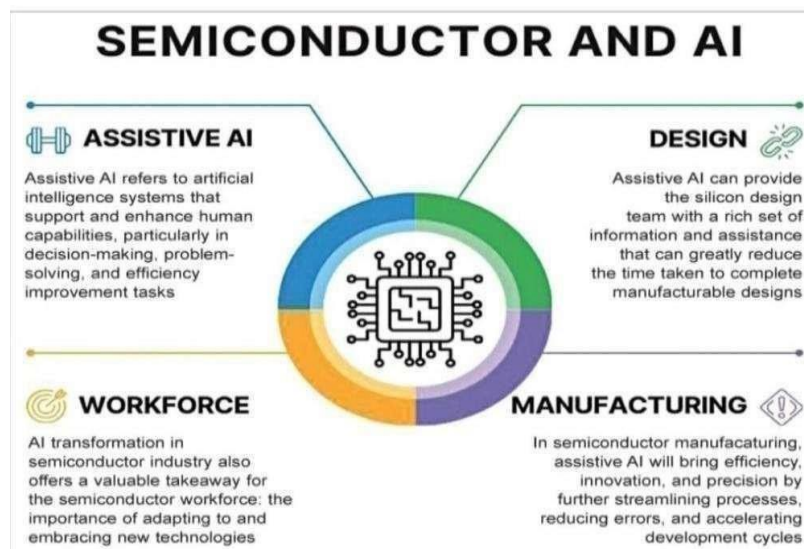 SEMICONDUCTOR AND AI
ASSISTIVE AI
Assistive AI refers to artificial
intelligence systems that
support and enhance human
capabilities, particularly in
decision-making, problem-
solving, and efficiency
improvement tasks
DESIGN
Assistive AI can provide
the silicon design
team with a rich set of
information and assistance
that can greatly reduce
the time taken to complete
manufacturable designs
WORKFORCE
AI transformation in
semiconductor industry also
offers a valuable takeaway for
the semiconductor workforce: the
importance of adapting to and
embracing new technologies
MANUFACTURING
In semiconductor manufacaturing,
assistive AI will bring efficiency,
innovation, and precision by
further streamlining processes,
reducing errors, and accelerating
development cycles